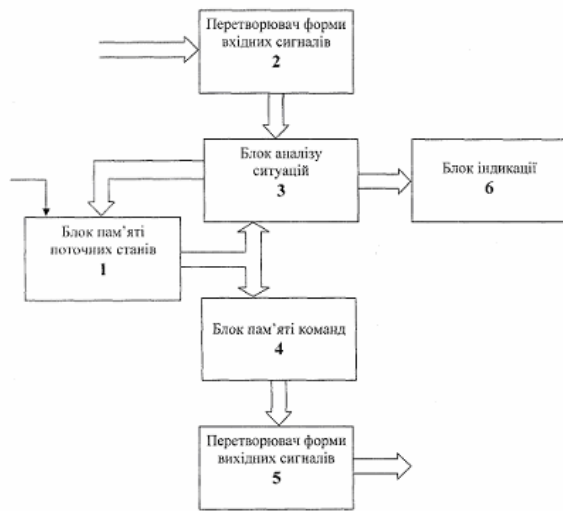 Перетворювач форми
вхідних сигналів
2
Блок аналізу
ситуацій
3
Блок індикації
6
Блок пам’яті
поточних станів
1
Блок пам’яті команд
4
Перетворювач форми
вихідних сигналів
5